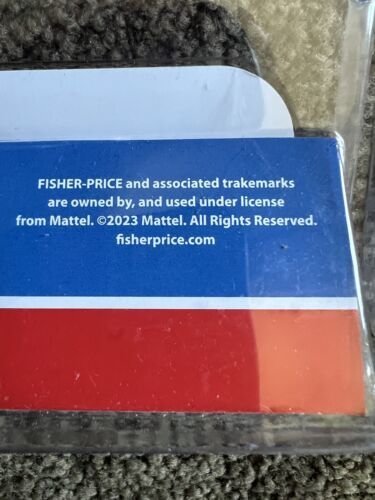 FISHER-PRICE and associated trakemarks
are owned by, and used under license
from Mattel. ©2023 Mattel. All Rights Reserved.
fisherprice.com